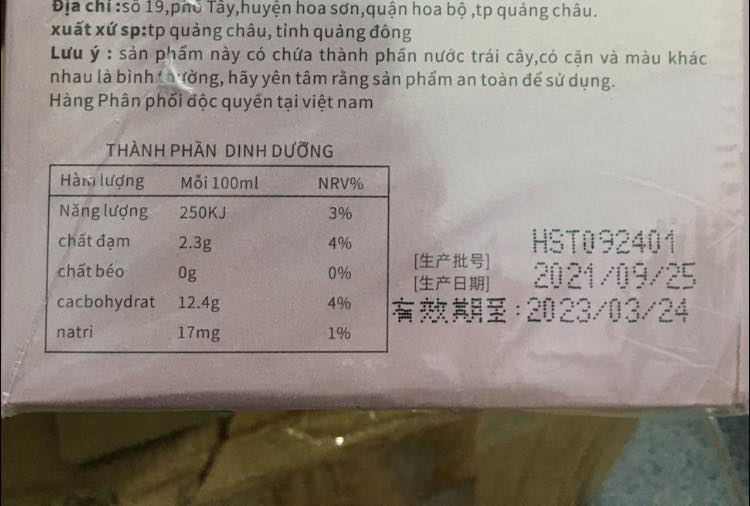 Địa chỉ :số 19,phố Tây,huyện hoa sơn,quận hoa bộ ,tp quảng châu.
xuất xứ sp:tp quảng châu, tỉnh quảng đông
Lưu ý : sản phẩm này có chứa thành phần nước trái cây,có cặn và màu khác
nhau là bình thường, hãy yên tâm rằng sản phẩm an toàn để sử dụng.
Hàng Phân phối độc quyền tại việt nam
THÀNH PHẦN DINH DƯỠNG
Hàm lượng Mỗi 100ml NRV%
Năng lượng 250KJ 3%
chất đạm 2.3g 4%
chất béo 0g 0%
cacbohydrat 12.4g 4%
natri 17mg 1%
[生产批号] HST092401
[生产日期] 2021/09/25
有效期至:2023/03/24